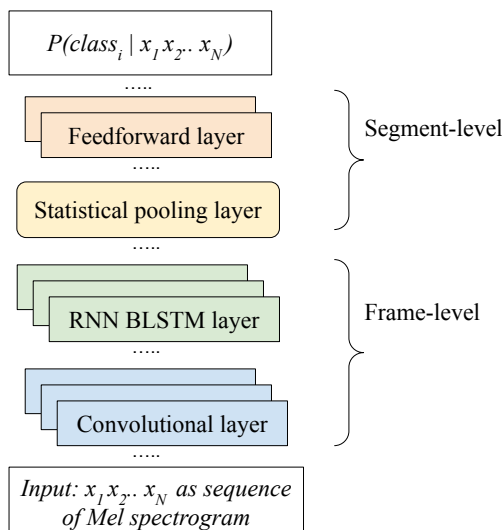 P(class_i | x_1 x_2.. x_N)
.....
Feedforward layer
Segment-level
.....
Statistical pooling layer
.....
RNN BLSTM layer
Frame-level
.....
Convolutional layer
.....
Input: x_1 x_2.. x_N as sequence
of Mel spectrogram